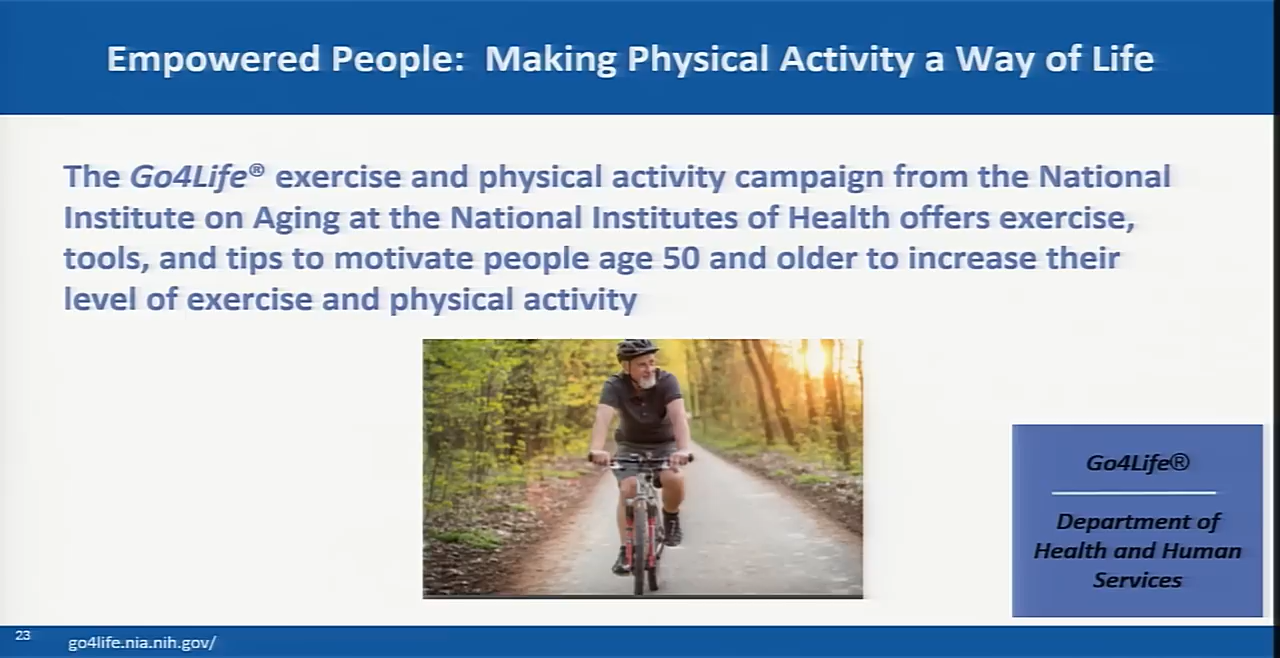 Empowered People: Making Physical Activity a Way of Life
The Go4Life® exercise and physical activity campaign from the National
Institute on Aging at the National Institutes of Health offers exercise,
tools, and tips to motivate people age 50 and older to increase their
level of exercise and physical activity
Go4Life®
Department of
Health and Human
Services
23
go4life.nia.nih.gov/